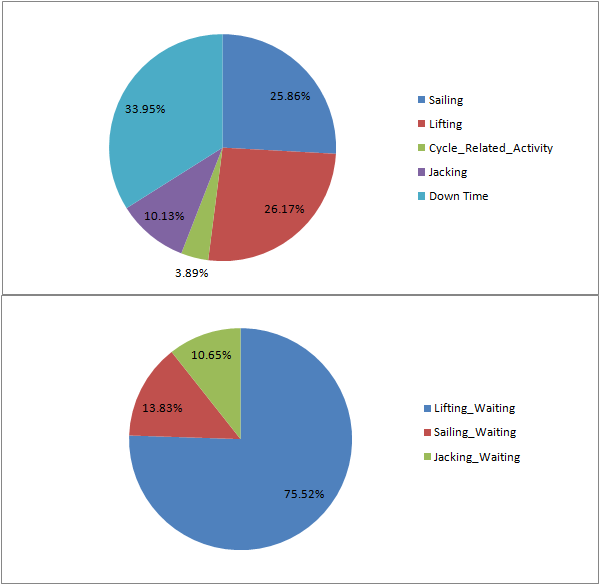 25.86%
33.95%
26.17%
10.13%
3.89%
Sailing
Lifting
Cycle_Related_Activity
Jacking
Down Time
10.65%
13.83%
75.52%
Lifting_Waiting
Sailing_Waiting
Jacking_Waiting